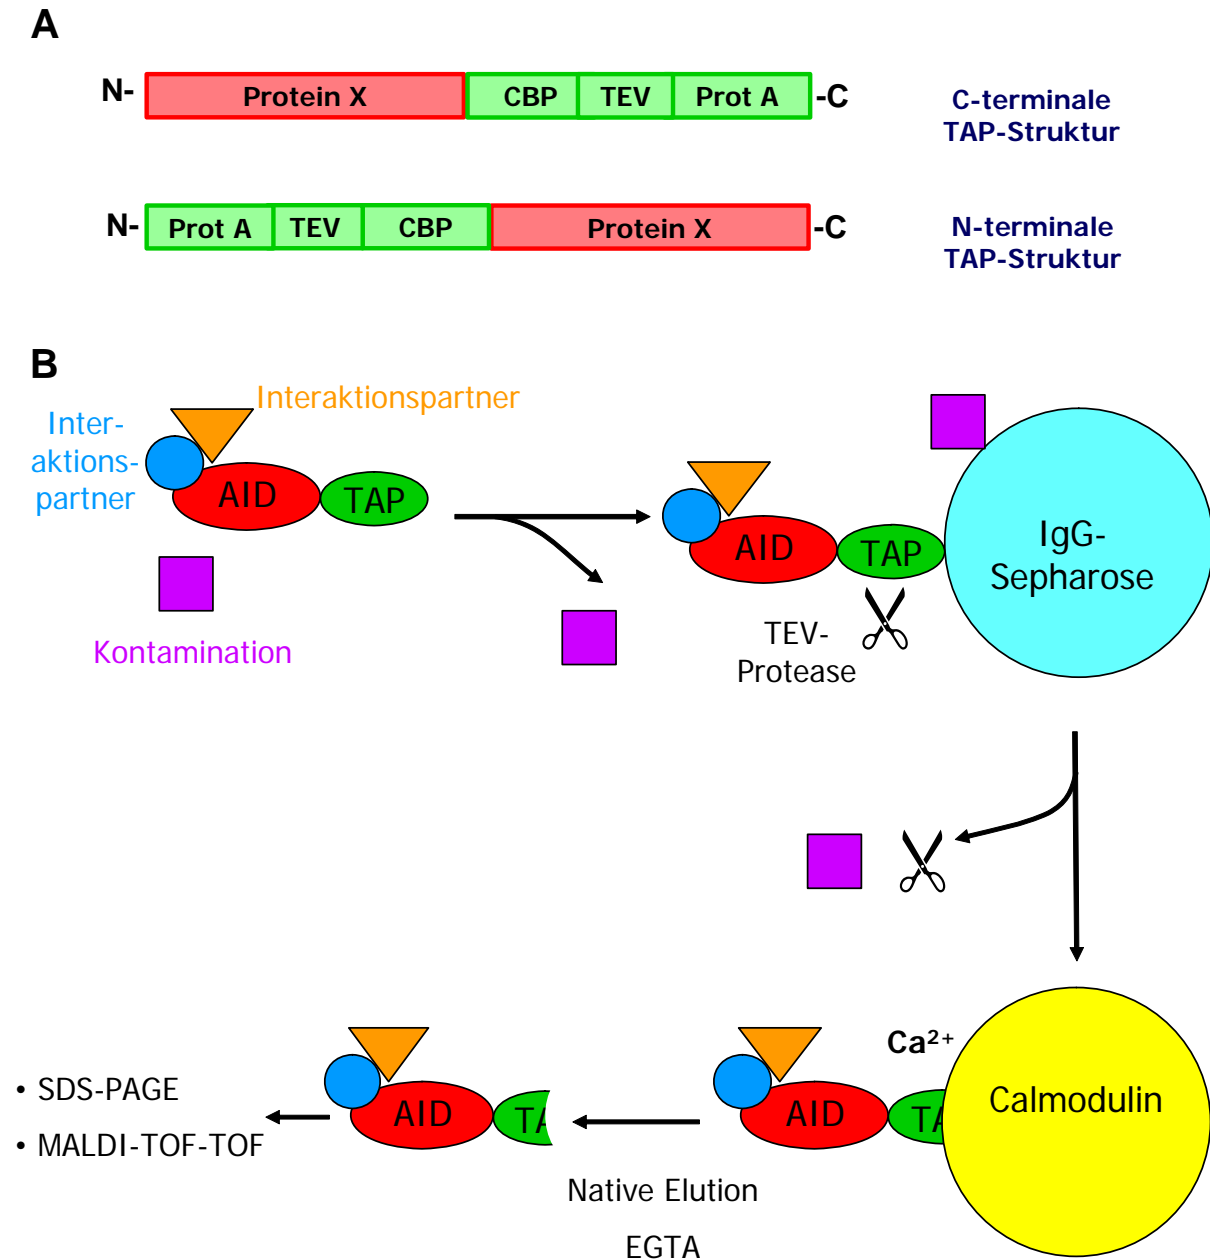 A
N-
Protein X
CBP
TEV
Prot A
-C
C-terminale
TAP-Struktur
N-
Prot A
TEV
CBP
Protein X
-C
N-terminale
TAP-Struktur
B
Interaktionspartner
Inter-
aktions-
partner
AID
TAP
Kontamination
AID
TAP
IgG-
Sepharose
TEV-
Protease
Ca²⁺
Calmodulin
AID
TA
AID
TA
• SDS-PAGE
• MALDI-TOF-TOF
Native Elution
EGTA